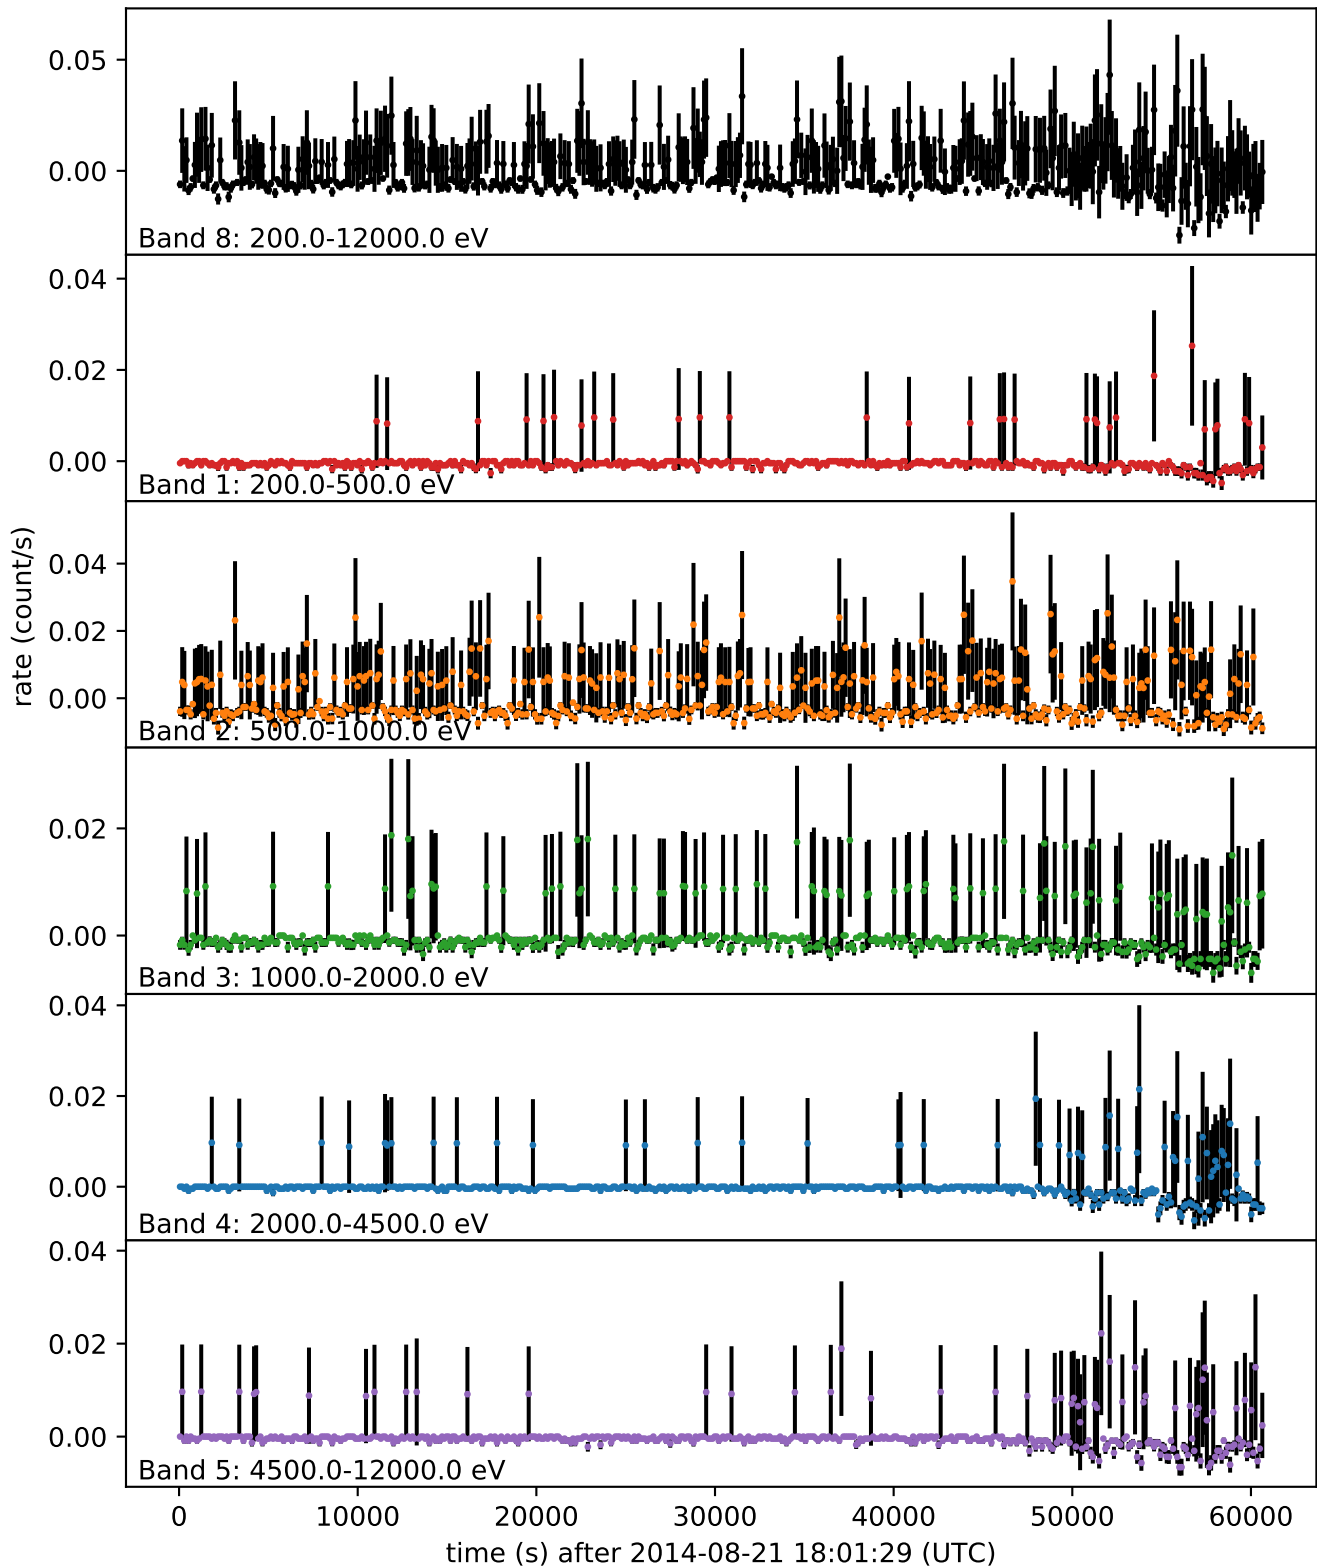 0.05
0.00
Band 8: 200.0-12000.0 eV
0.04
0.02
0.00
Band 1: 200.0-500.0 eV
rate (count/s)
0.04
0.02
0.00
Band 2: 500.0-1000.0 eV
0.02
0.00
Band 3: 1000.0-2000.0 eV
0.04
0.02
0.00
Band 4: 2000.0-4500.0 eV
0.04
0.02
0.00
Band 5: 4500.0-12000.0 eV
0 10000 20000 30000 40000 50000 60000
time (s) after 2014-08-21 18:01:29 (UTC)